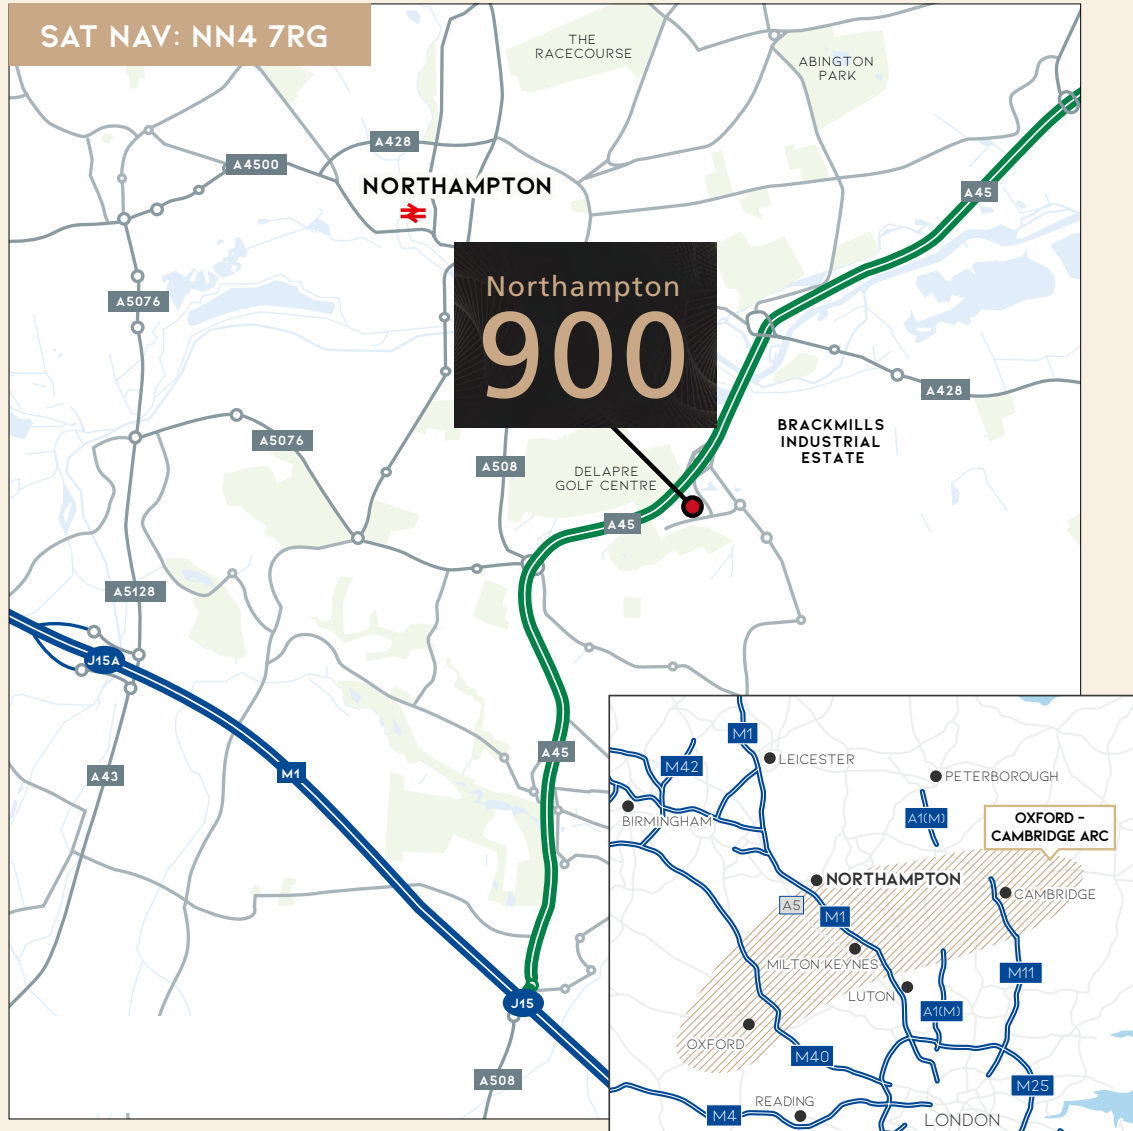 SAT NAV: NN4 7RG
THE
RACECOURSE
ABINGTON
PARK
A428
A4500
NORTHAMPTON
A45
A5076
Northampton
900
A428
BRACKMILLS
INDUSTRIAL
ESTATE
A5076
A508
DELAPRE
GOLF CENTRE
A45
A5128
J15A
A45
M1
A43
J15
A508
M1
M42
LEICESTER
PETERBOROUGH
BIRMINGHAM
A1(M)
OXFORD -
CAMBRIDGE ARC
NORTHAMPTON
CAMBRIDGE
A5
M1
MILTON KEYNES
M11
LUTON
A1(M)
OXFORD
M40
M25
READING
M4
LONDON